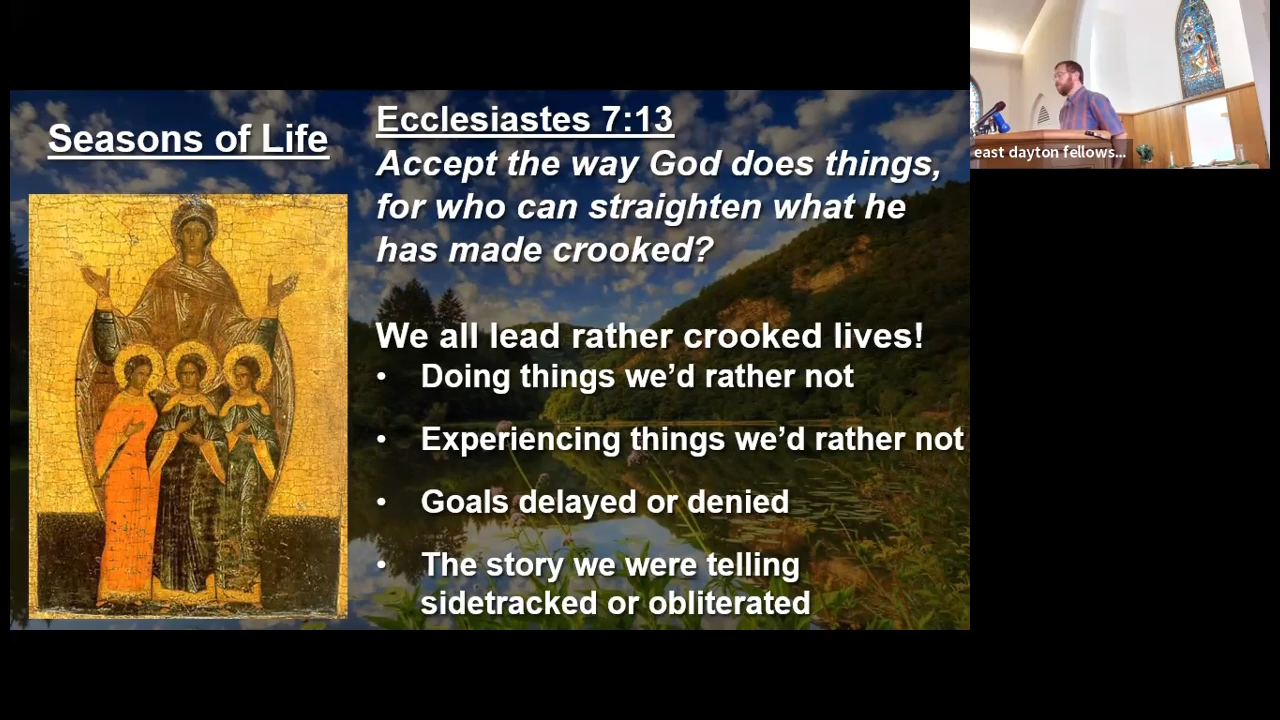 Seasons of Life
Ecclesiastes 7:13
Accept the way God does things,
for who can straighten what he
has made crooked?
We all lead rather crooked lives!
• Doing things we’d rather not
• Experiencing things we’d rather not
• Goals delayed or denied
• The story we were telling
sidetracked or obliterated
east dayton fellows...